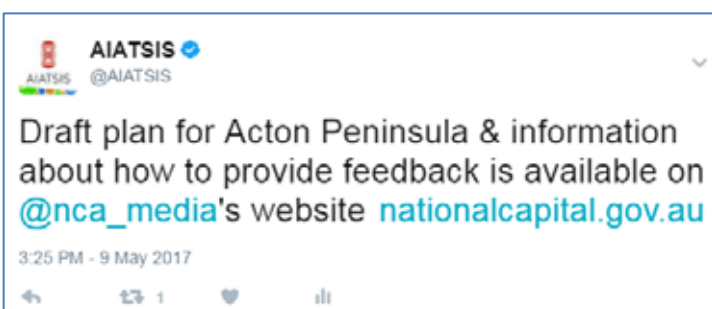 AIATSIS
@AIATSIS
AIATSIS
Draft plan for Acton Peninsula & information
about how to provide feedback is available on
@nca_media's website nationalcapital.gov.au
3:25 PM - 9 May 2017
1